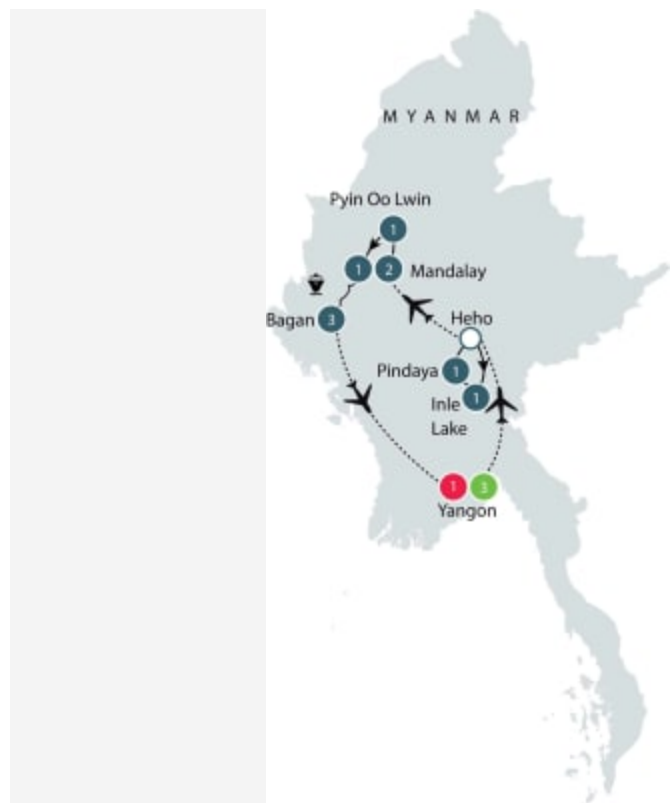 MYANMAR
Pyin Oo Lwin
1
1
2
Mandalay
Heho
Bagan
3
Pindaya
1
Inle
1
Lake
1
3
Yangon